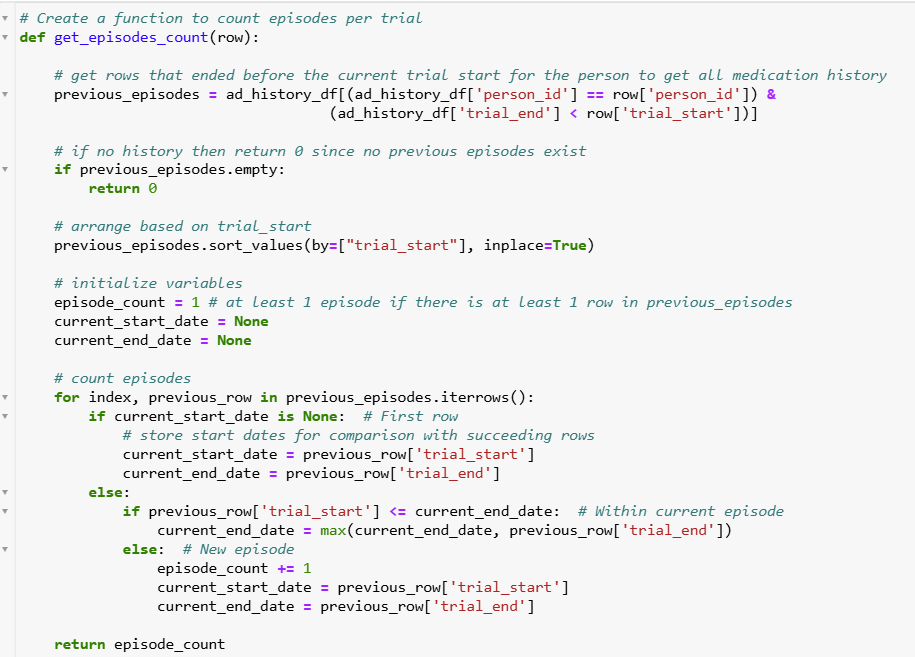 # Create a function to count episodes per trial
def get_episodes_count(row):
    # get rows that ended before the current trial start for the person to get all medication history
    previous_episodes = ad_history_df[(ad_history_df['person_id'] == row['person_id']) &
                                    (ad_history_df['trial_end'] < row['trial_start'])]
    # if no history then return 0 since no previous episodes exist
    if previous_episodes.empty:
        return 0
    # arrange based on trial_start
    previous_episodes.sort_values(by=["trial_start"], inplace=True)
    # initialize variables
    episode_count = 1 # at least 1 episode if there is at least 1 row in previous_episodes
    current_start_date = None
    current_end_date = None
    # count episodes
    for index, previous_row in previous_episodes.iterrows():
        if current_start_date is None:  # First row
            # store start dates for comparison with succeeding rows
            current_start_date = previous_row['trial_start']
            current_end_date = previous_row['trial_end']
        else:
            if previous_row['trial_start'] <= current_end_date:  # Within current episode
                current_end_date = max(current_end_date, previous_row['trial_end'])
            else:  # New episode
                episode_count += 1
                current_start_date = previous_row['trial_start']
                current_end_date = previous_row['trial_end']
    return episode_count